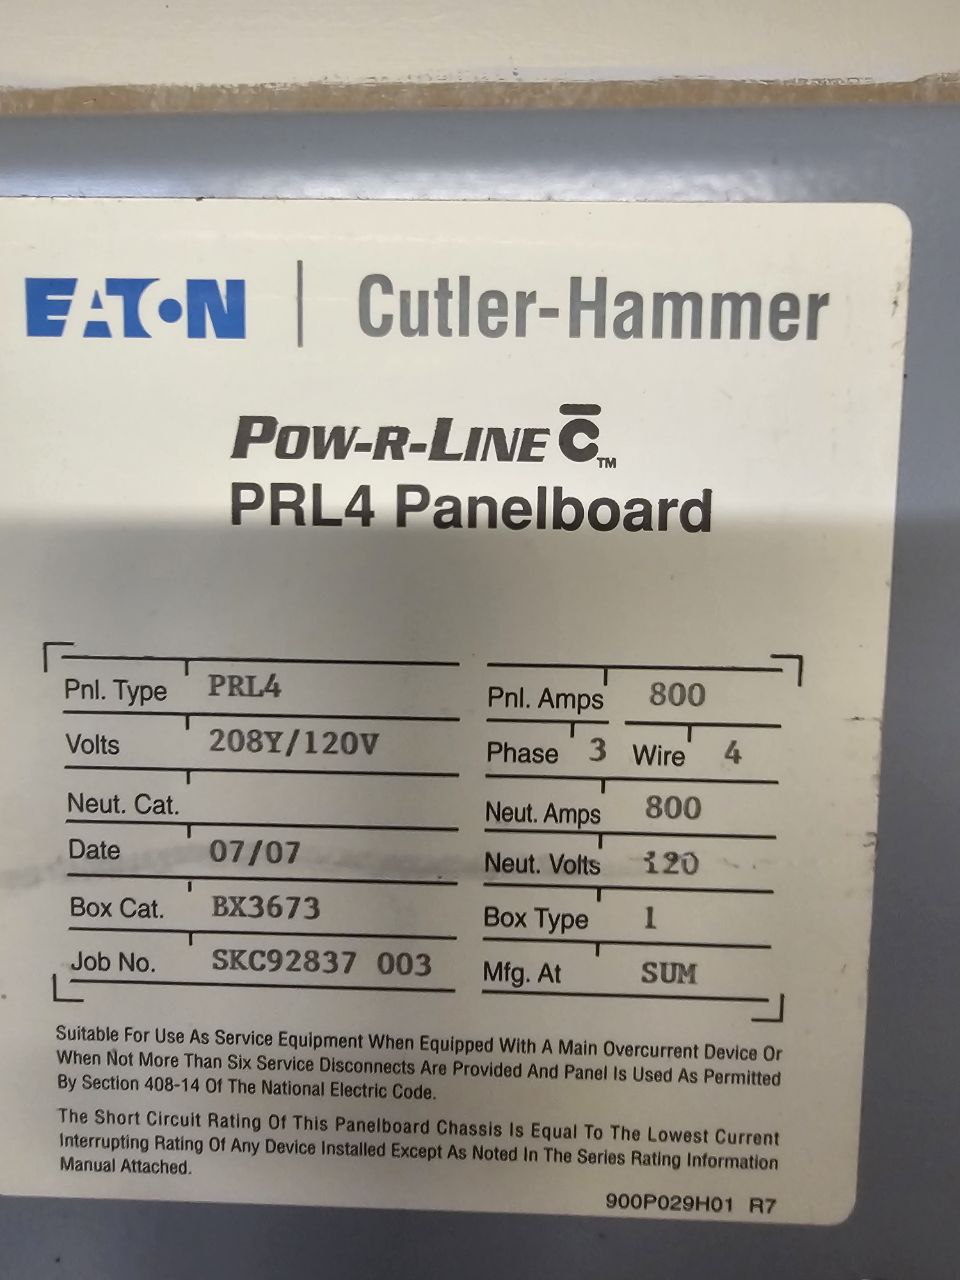 EATON | Cutler-Hammer
POW-R-LINE C™
PRL4 Panelboard
Pnl. Type PRL4 Pnl. Amps 800
Volts 208Y/120V Phase 3 Wire 4
Neut. Cat. Neut. Amps 800
Date 07/07 Neut. Volts 120
Box Cat. BX3673 Box Type 1
Job No. SKC92837 003 Mfg. At SUM
Suitable For Use As Service Equipment When Equipped With A Main Overcurrent Device Or
When Not More Than Six Service Disconnects Are Provided And Panel Is Used As Permitted
By Section 408-14 Of The National Electric Code.
The Short Circuit Rating Of This Panelboard Chassis Is Equal To The Lowest Current
Interrupting Rating Of Any Device Installed Except As Noted In The Series Rating Information
Manual Attached.
900P029H01 R7